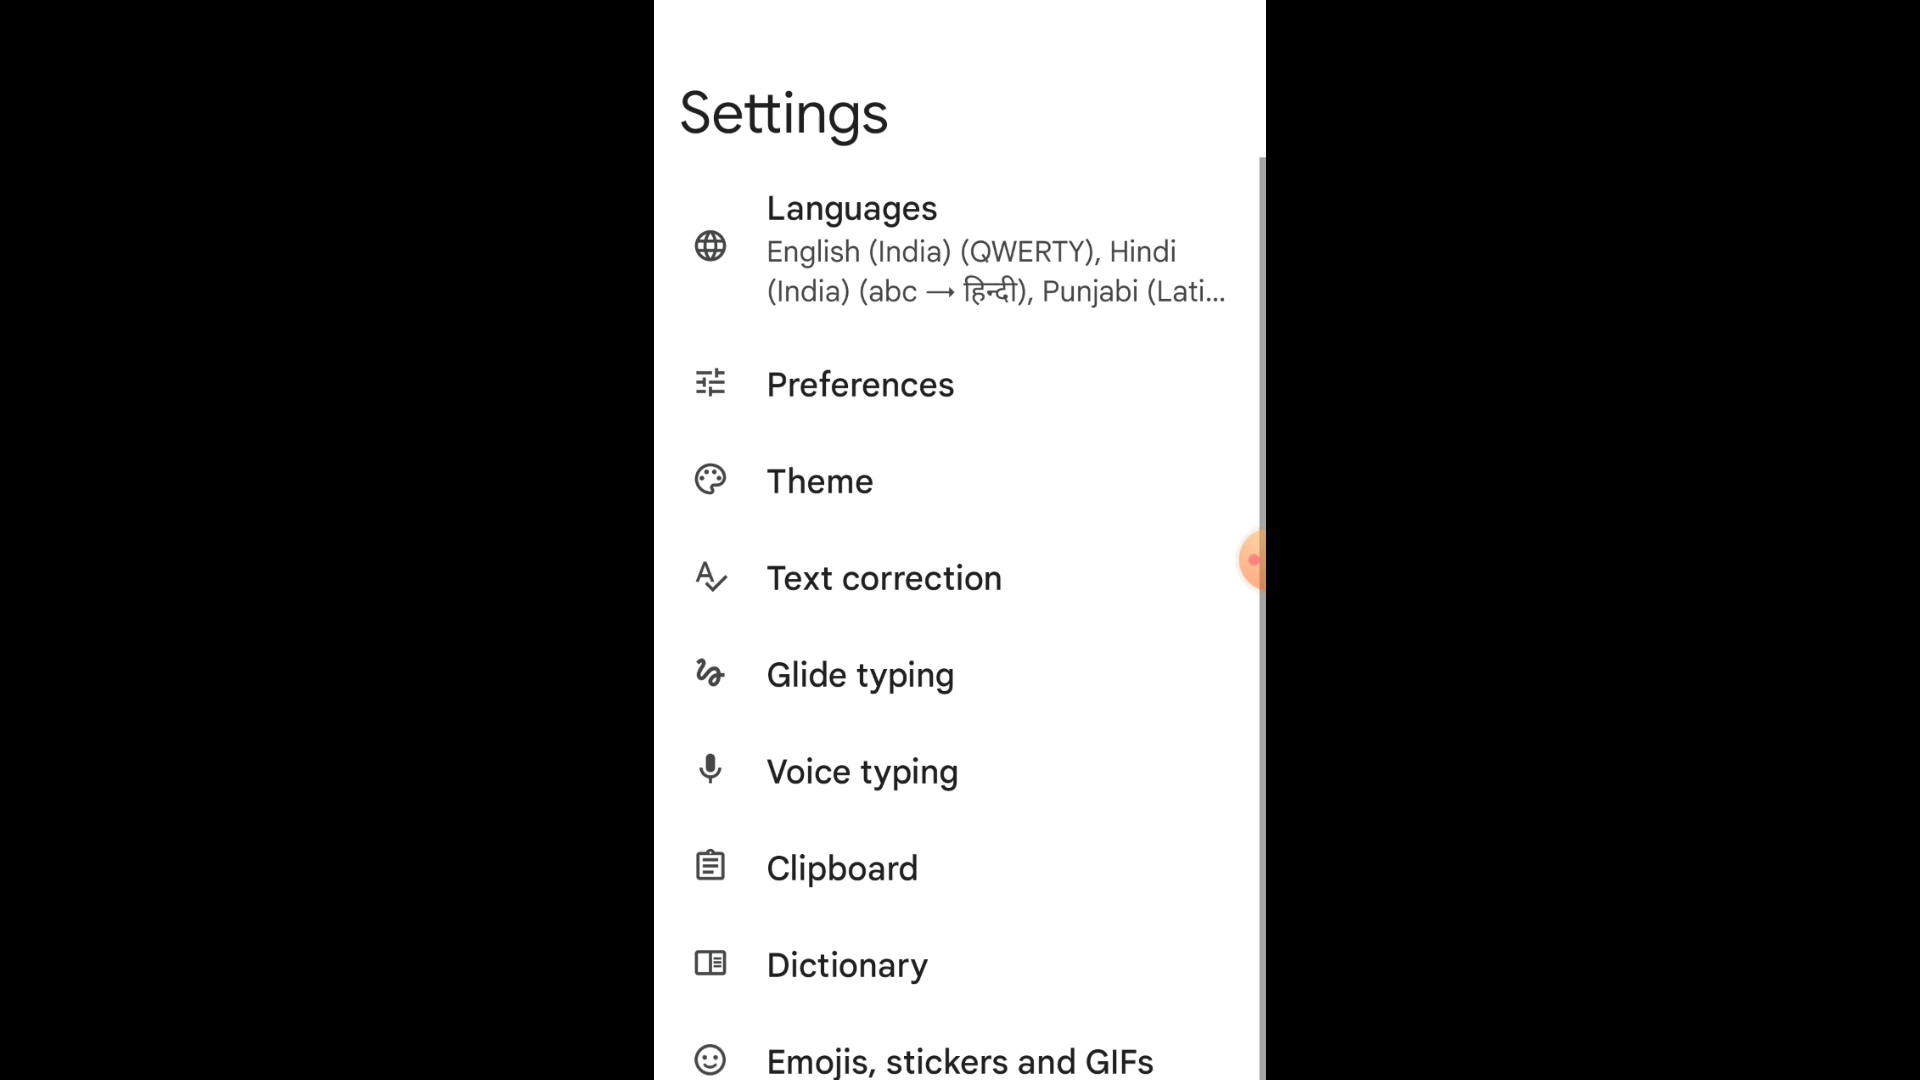 Settings
Languages
English (India) (QWERTY), Hindi
(India) (abc → हिन्दी), Punjabi (Lati...
Preferences
Theme
Text correction
Glide typing
Voice typing
Clipboard
Dictionary
Emojis, stickers and GIFs